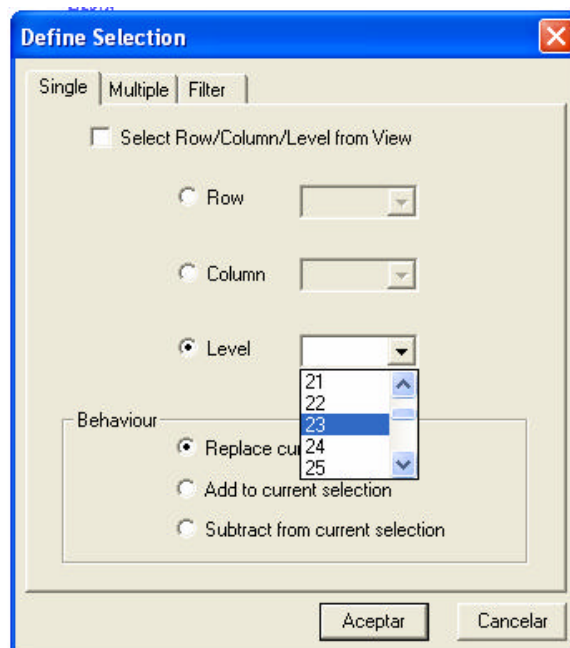 Define Selection
Single Multiple Filter
Select Row/Column/Level from View
Row
Column
Level
21
22
23
24
25
Behaviour
Replace
Add to current selection
Subtract from current selection
Aceptar Cancelar